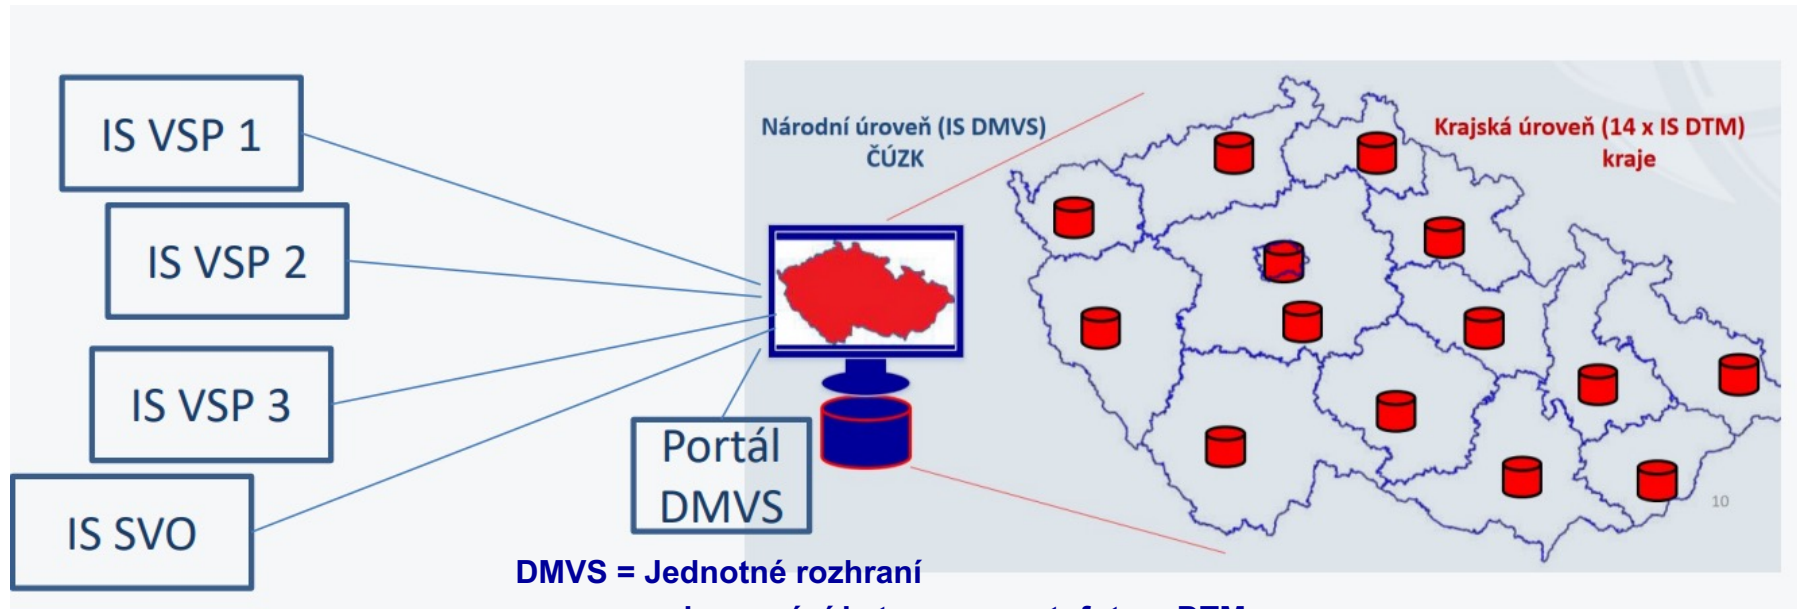 IS VSP 1
IS VSP 2
IS VSP 3
IS SVO
Národní úroveň (IS DMVS)
ČÚZK
Krajská úroveň (14 x IS DTM)
kraje
Portál
DMVS
10
DMVS = Jednotné rozhraní